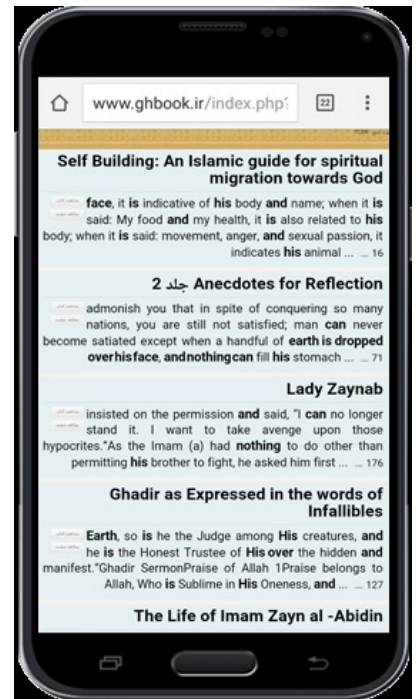 www.ghbook.ir/index.php?
22
Self Building: An Islamic guide for spiritual
migration towards God
face, it is indicative of his body and name; when it is
said: My food and my health, it is also related to his
body; when it is said: movement, anger, and sexual passion, it
indicates his animal ... ... 16
Anecdotes for Reflection جلد 2
admonish you that in spite of conquering so many
nations, you are still not satisfied; man can never
become satiated except when a handful of earth is dropped
overhisface, andnothingcan fill his stomach ... ... 71
Lady Zaynab
insisted on the permission and said, "I can no longer
stand it. I want to take avenge upon those
hypocrites."As the Imam (a) had nothing to do other than
permitting his brother to fight, he asked him first ... ... 176
Ghadir as Expressed in the words of
Infallibles
Earth, so is he the Judge among His creatures, and
he is the Honest Trustee of His over the hidden and
manifest."Ghadir SermonPraise of Allah 1Praise belongs to
Allah, Who is Sublime in His Oneness, and ... ... 127
The Life of Imam Zayn al -Abidin